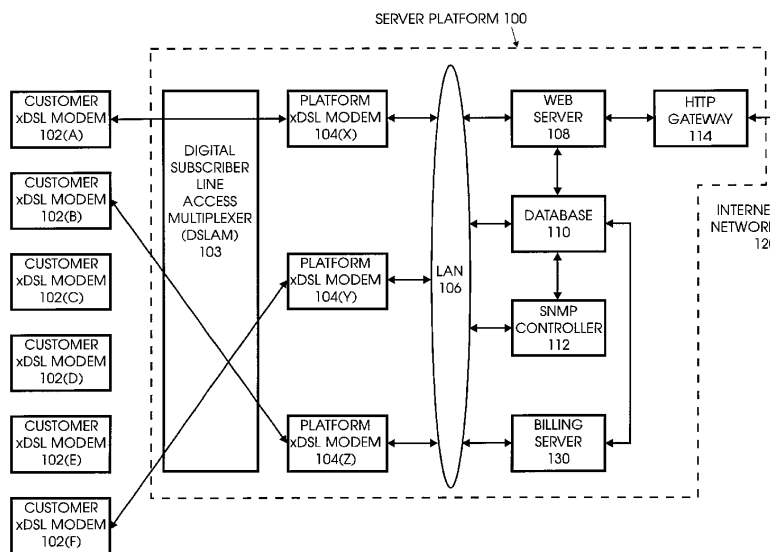 SERVER PLATFORM 100
CUSTOMER
xDSL MODEM
102(A)
CUSTOMER
xDSL MODEM
102(B)
CUSTOMER
xDSL MODEM
102(C)
CUSTOMER
xDSL MODEM
102(D)
CUSTOMER
xDSL MODEM
102(E)
CUSTOMER
xDSL MODEM
102(F)
DIGITAL
SUBSCRIBER
LINE
ACCESS
MULTIPLEXER
(DSLAM)
103
PLATFORM
xDSL MODEM
104(X)
PLATFORM
xDSL MODEM
104(Y)
PLATFORM
xDSL MODEM
104(Z)
LAN
106
WEB
SERVER
108
DATABASE
110
SNMP
CONTROLLER
112
BILLING
SERVER
130
HTTP
GATEWAY
114